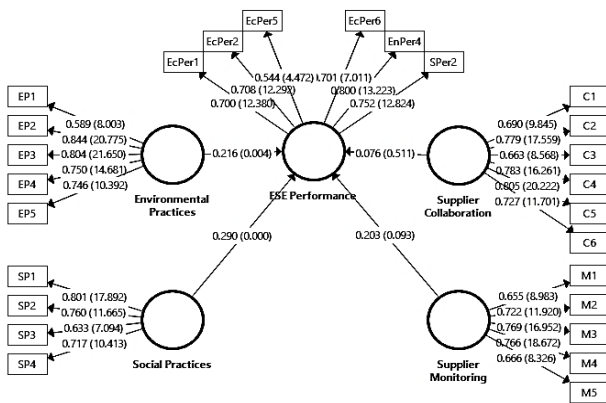 EcPer5
EcPer6
EcPer2
EnPer4
EcPer1
SPer2
0.544 (4.472)
0.701 (7.011)
0.708 (12.292)
0.800 (13.223)
0.700 (12.380)
0.752 (12.824)
EP1
EP2
EP3
EP4
EP5
0.589 (8.003)
0.844 (20.775)
0.804 (21.650)
0.750 (14.681)
0.746 (10.392)
Environmental
Practices
0.216 (0.004)
ESE Performance
0.076 (0.511)
Supplier
Collaboration
0.690 (9.845)
0.779 (17.559)
0.663 (8.568)
0.783 (16.261)
0.805 (20.222)
0.727 (11.701)
C1
C2
C3
C4
C5
C6
0.290 (0.000)
0.203 (0.093)
SP1
SP2
SP3
SP4
0.801 (17.892)
0.760 (11.665)
0.633 (7.094)
0.717 (10.413)
Social Practices
Supplier
Monitoring
0.655 (8.983)
0.722 (11.920)
0.769 (16.952)
0.766 (18.672)
0.666 (8.326)
M1
M2
M3
M4
M5